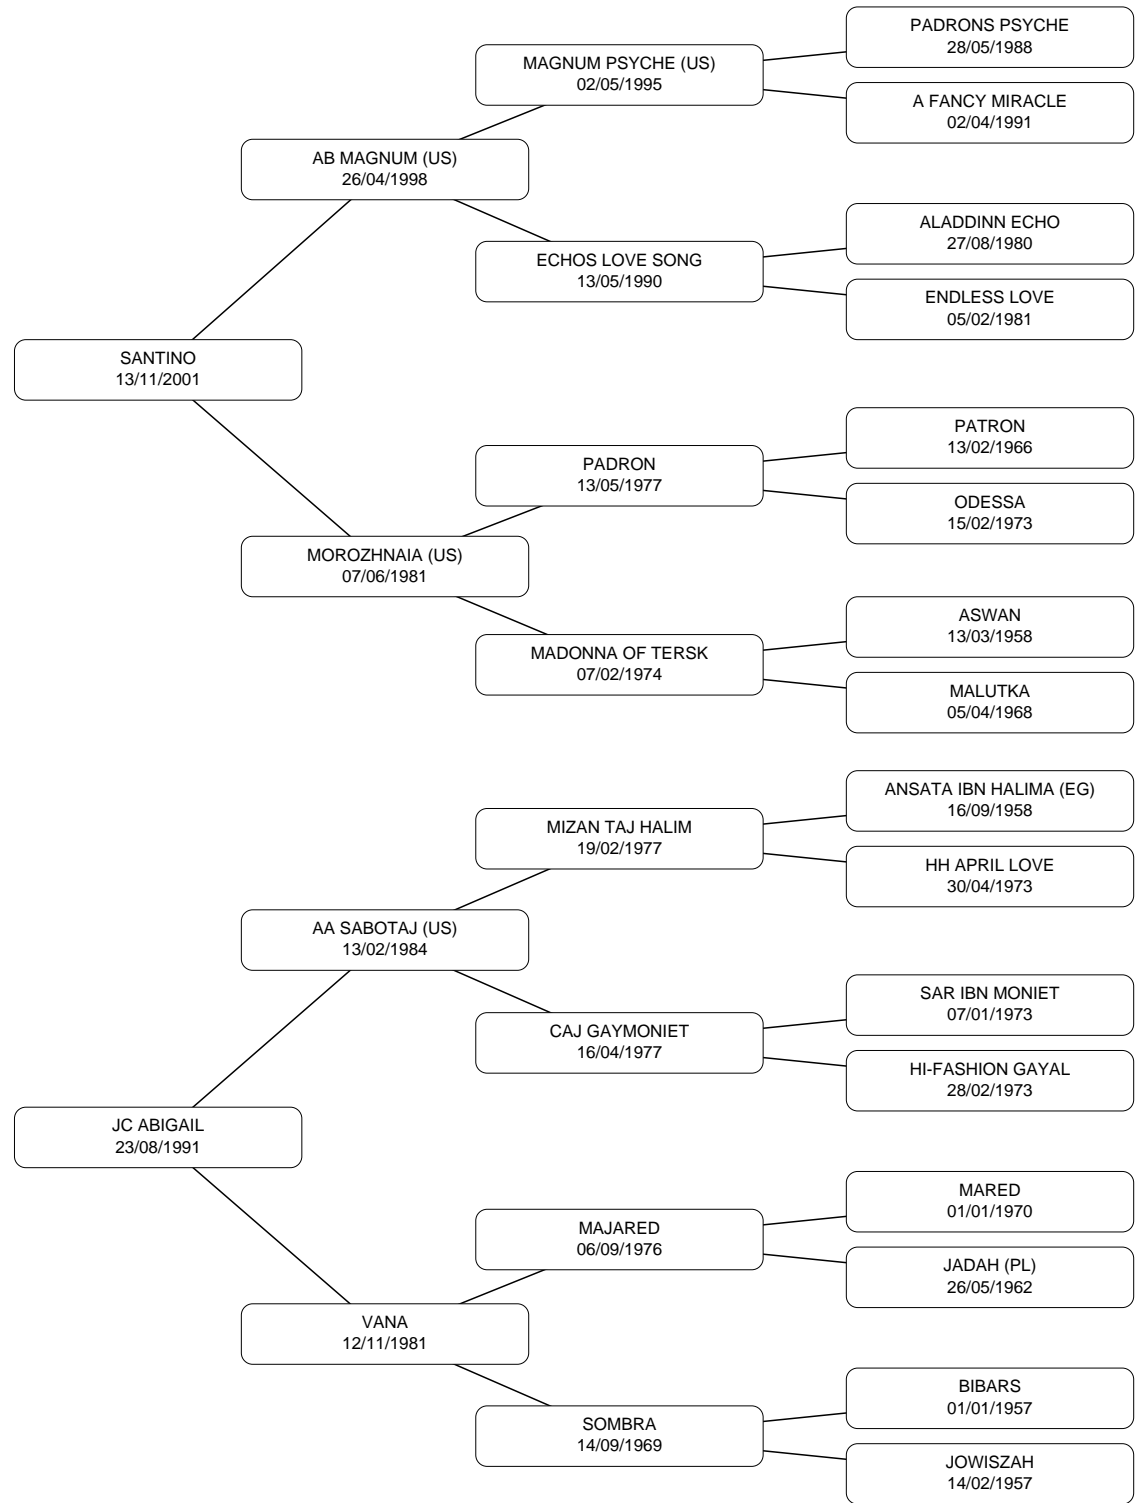 PADRONS PSYCHE
28/05/1988
MAGNUM PSYCHE (US)
02/05/1995
A FANCY MIRACLE
02/04/1991
AB MAGNUM (US)
26/04/1998
ALADDINN ECHO
27/08/1980
ECHOS LOVE SONG
13/05/1990
ENDLESS LOVE
05/02/1981
SANTINO
13/11/2001
PATRON
13/02/1966
PADRON
13/05/1977
ODESSA
15/02/1973
MOROZHNAIA (US)
07/06/1981
ASWAN
13/03/1958
MADONNA OF TERSK
07/02/1974
MALUTKA
05/04/1968
ANSATA IBN HALIMA (EG)
16/09/1958
MIZAN TAJ HALIM
19/02/1977
HH APRIL LOVE
30/04/1973
AA SABOTAJ (US)
13/02/1984
SAR IBN MONIET
07/01/1973
CAJ GAYMONIET
16/04/1977
HI-FASHION GAYAL
28/02/1973
JC ABIGAIL
23/08/1991
MARED
01/01/1970
MAJARED
06/09/1976
JADAH (PL)
26/05/1962
VANA
12/11/1981
BIBARS
01/01/1957
SOMBRA
14/09/1969
JOWISZAH
14/02/1957